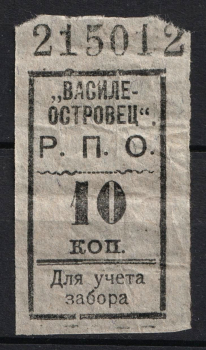 215012
„ВАСИЛЕ-
ОСТРОВЕЦ“.
Р. П. О.
10
КОП.
Для учета
забора